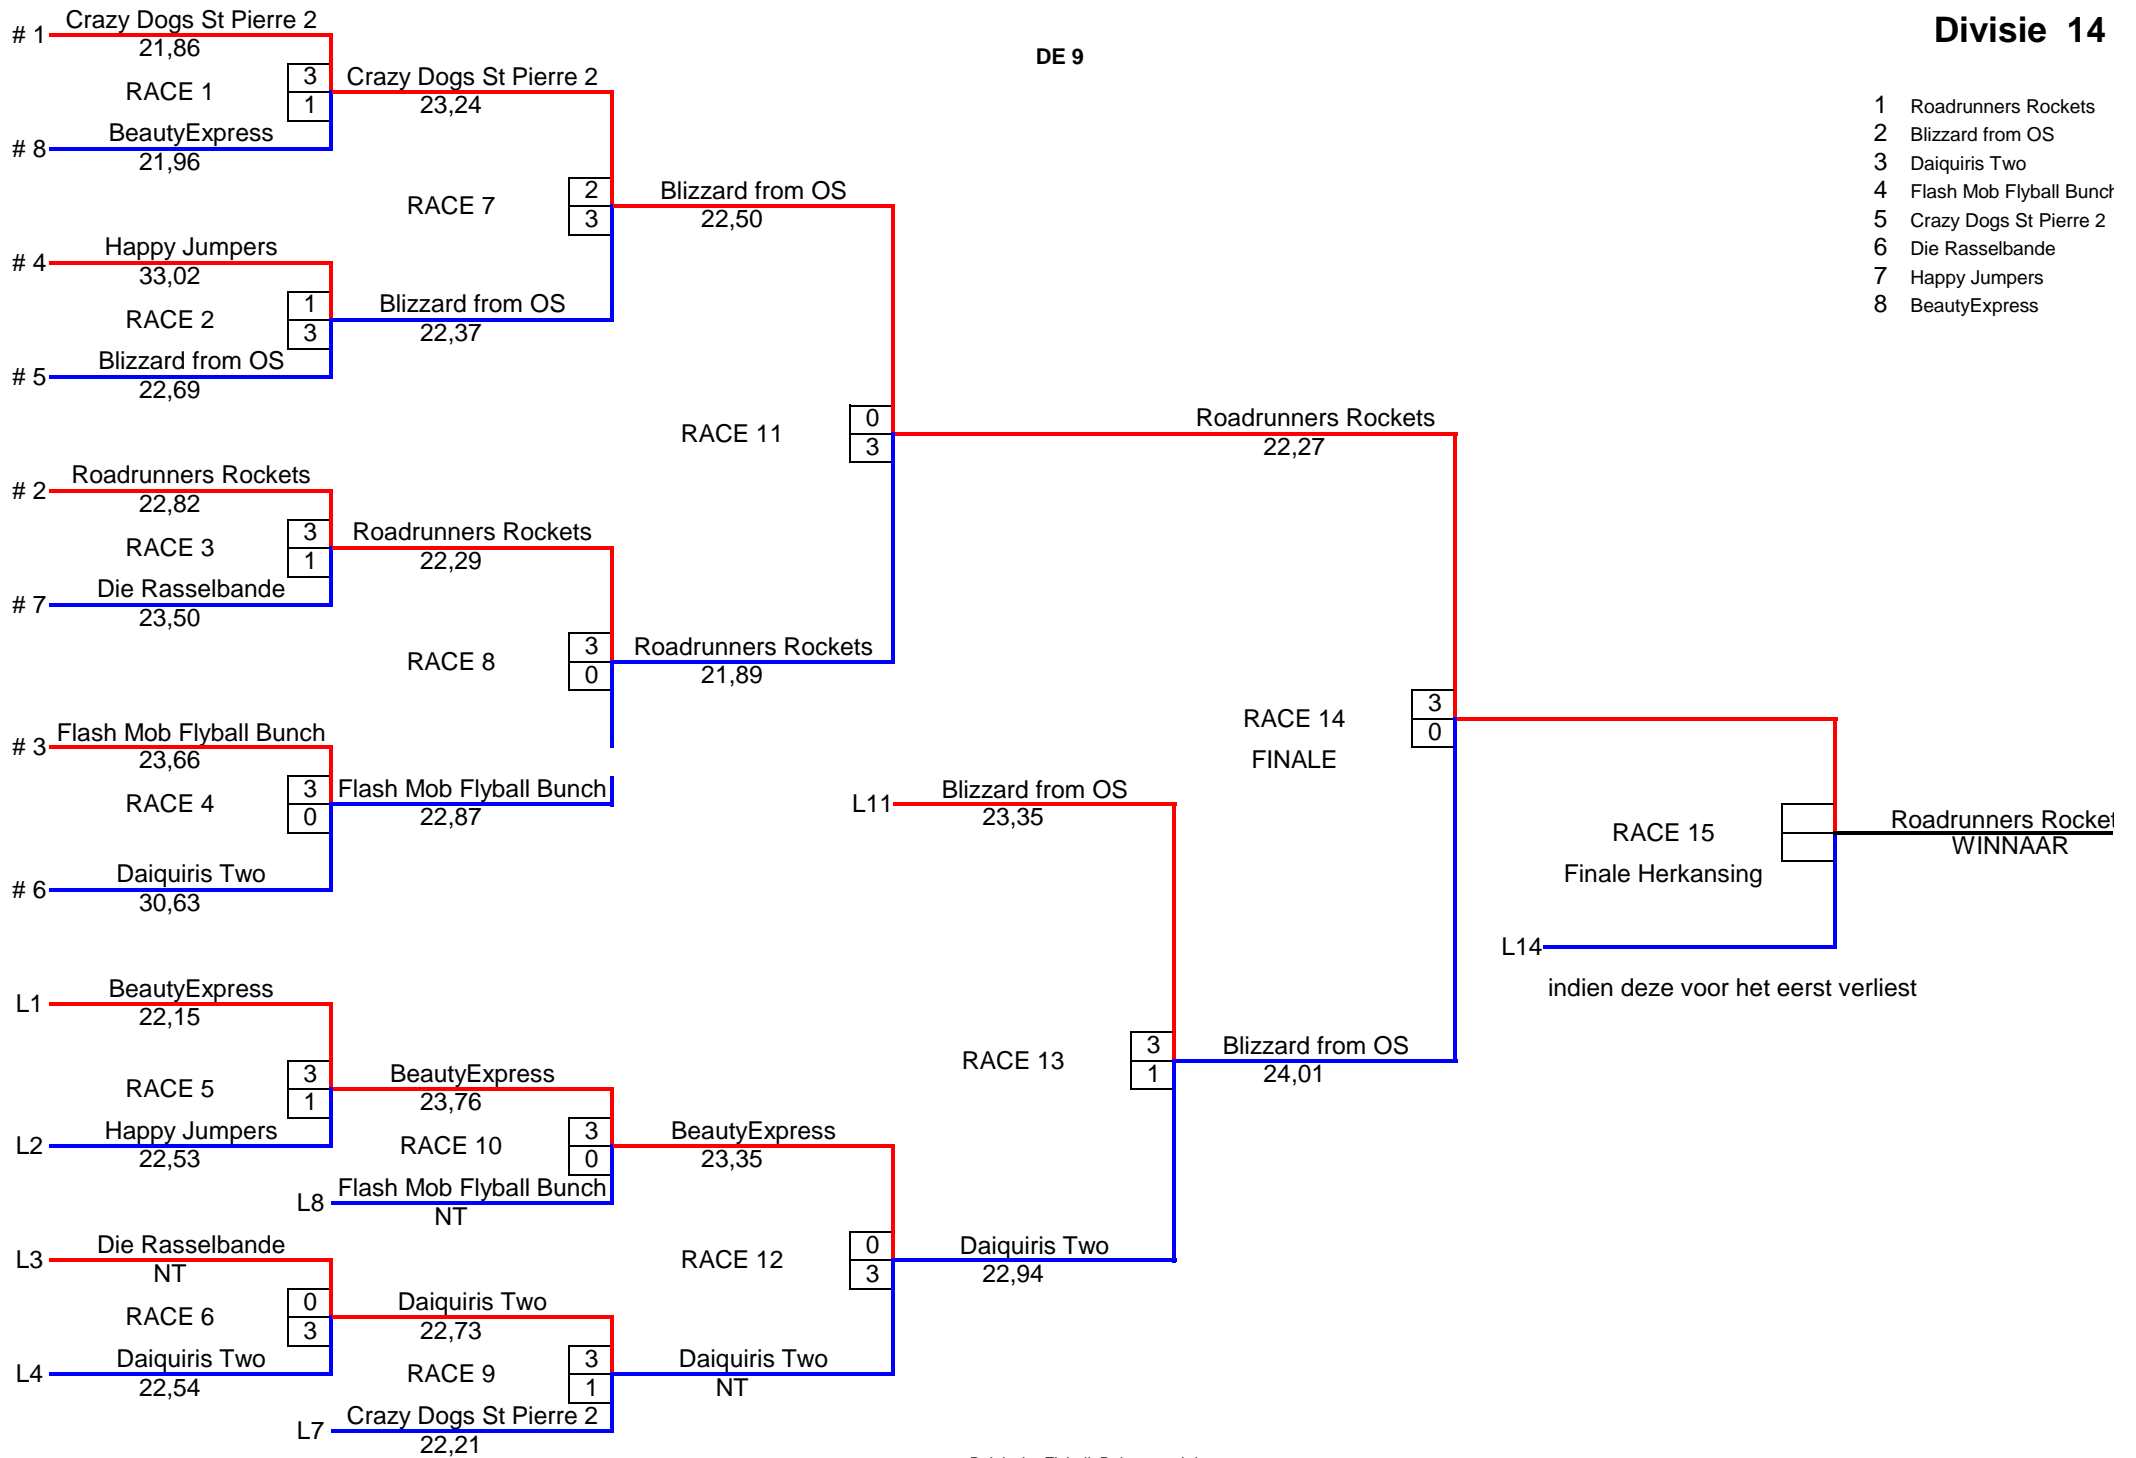 Divisie 14
DE 9
1 Roadrunners Rockets
2 Blizzard from OS
3 Daiquiris Two
4 Flash Mob Flyball Bunch
5 Crazy Dogs St Pierre 2
6 Die Rasselbande
7 Happy Jumpers
8 BeautyExpress
# 1 Crazy Dogs St Pierre 2
21,86
RACE 1
3
1
# 8 BeautyExpress
21,96
# 4 Happy Jumpers
33,02
RACE 2
1
3
# 5 Blizzard from OS
22,69
# 2 Roadrunners Rockets
22,82
RACE 3
3
1
# 7 Die Rasselbande
23,50
# 3 Flash Mob Flyball Bunch
23,66
RACE 4
3
0
# 6 Daiquiris Two
30,63
L1 BeautyExpress
22,15
RACE 5
3
1
L2 Happy Jumpers
22,53
L3 Die Rasselbande
NT
RACE 6
0
3
L4 Daiquiris Two
22,54
Crazy Dogs St Pierre 2
23,24
RACE 7
2
3
Blizzard from OS
22,37
Roadrunners Rockets
22,29
RACE 8
3
0
Flash Mob Flyball Bunch
22,87
BeautyExpress
23,76
RACE 10
3
0
L8 Flash Mob Flyball Bunch
NT
Daiquiris Two
22,73
RACE 9
3
1
L7 Crazy Dogs St Pierre 2
22,21
Blizzard from OS
22,50
RACE 11
0
3
Roadrunners Rockets
21,89
BeautyExpress
23,35
RACE 12
0
3
Daiquiris Two
NT
L11 Blizzard from OS
23,35
RACE 13
3
1
Daiquiris Two
22,94
Roadrunners Rockets
22,27
RACE 14
FINALE
3
0
Blizzard from OS
24,01
RACE 15
Finale Herkansing
L14
indien deze voor het eerst verliest
Roadrunners Rocket
WINNAAR